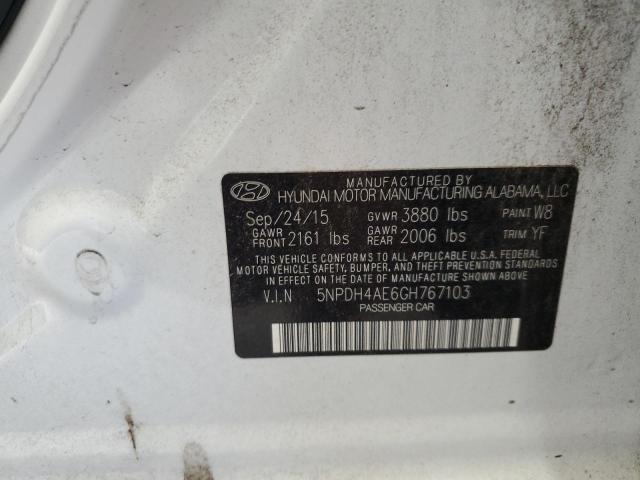 MANUFACTURED BY
HYUNDAI MOTOR MANUFACTURING ALABAMA, LLC
Sep/24/15 GVWR 3880 lbs PAINT W8
GAWR FRONT 2161 lbs GAWR REAR 2006 lbs TRIM YF
THIS VEHICLE CONFORMS TO ALL APPLICABLE U.S.A. FEDERAL
MOTOR VEHICLE SAFETY, BUMPER, AND THEFT PREVENTION STANDARDS
IN EFFECT ON THE DATE OF MANUFACTURE SHOWN ABOVE.
V.I.N 5NPDH4AE6GH767103
PASSENGER CAR